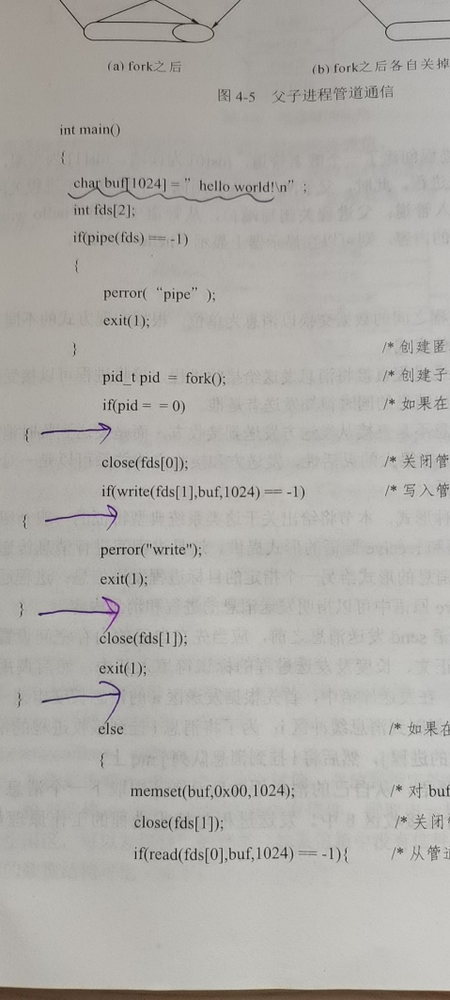 (a) fork之后
(b) fork之后各自关掉
图 4-5 父子进程管道通信
int main()
{
char buf[1024] = ” hello world!\n” ;
int fds[2];
if(pipe(fds) == -1)
{
perror( “pipe” );
exit(1);
} /* 创建匿
pid_t pid = fork(); /* 创建子
if(pid = = 0) /* 如果在
{
close(fds[0]); /* 关闭管
if(write(fds[1],buf,1024) == -1) /* 写入管
{
perror("write");
exit(1);
}
close(fds[1]);
exit(1);
}
else /* 如果在
{
memset(buf,0x00,1024); /* 对 buf
close(fds[1]); /* 关闭
if(read(fds[0],buf,1024) == -1){ /* 从管道